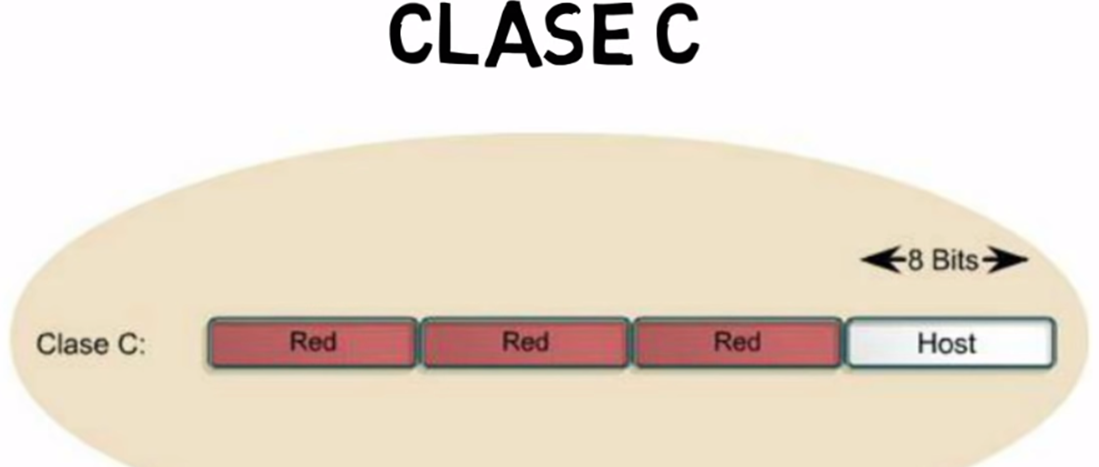 CLASE C
8 Bits
Clase C: Red Red Red Host